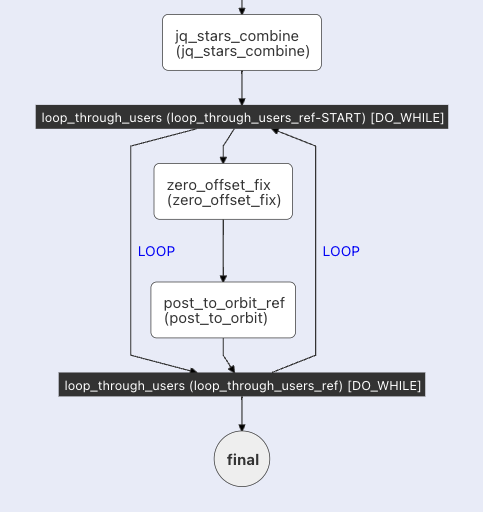 jq_stars_combine
(jq_stars_combine)
loop_through_users (loop_through_users_ref-START) [DO_WHILE]
zero_offset_fix
(zero_offset_fix)
LOOP
LOOP
post_to_orbit_ref
(post_to_orbit)
loop_through_users (loop_through_users_ref) [DO_WHILE]
final